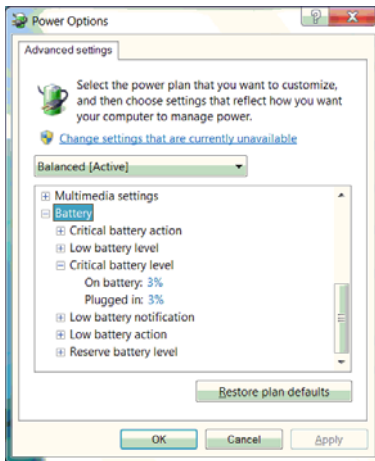 Power Options
Advanced settings
Select the power plan that you want to customize,
and then choose settings that reflect how you want
your computer to manage power.
Change settings that are currently unavailable
Balanced [Active]
Multimedia settings
Battery
Critical battery action
Low battery level
Critical battery level
On battery: 3%
Plugged in: 3%
Low battery notification
Low battery action
Reserve battery level
Restore plan defaults
OK Cancel Apply